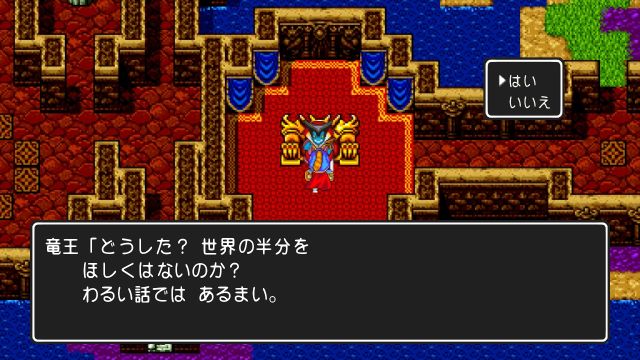 はい
いいえ
竜王「どうした？ 世界の半分を
ほしくはないのか？
わるい話では あるまい。